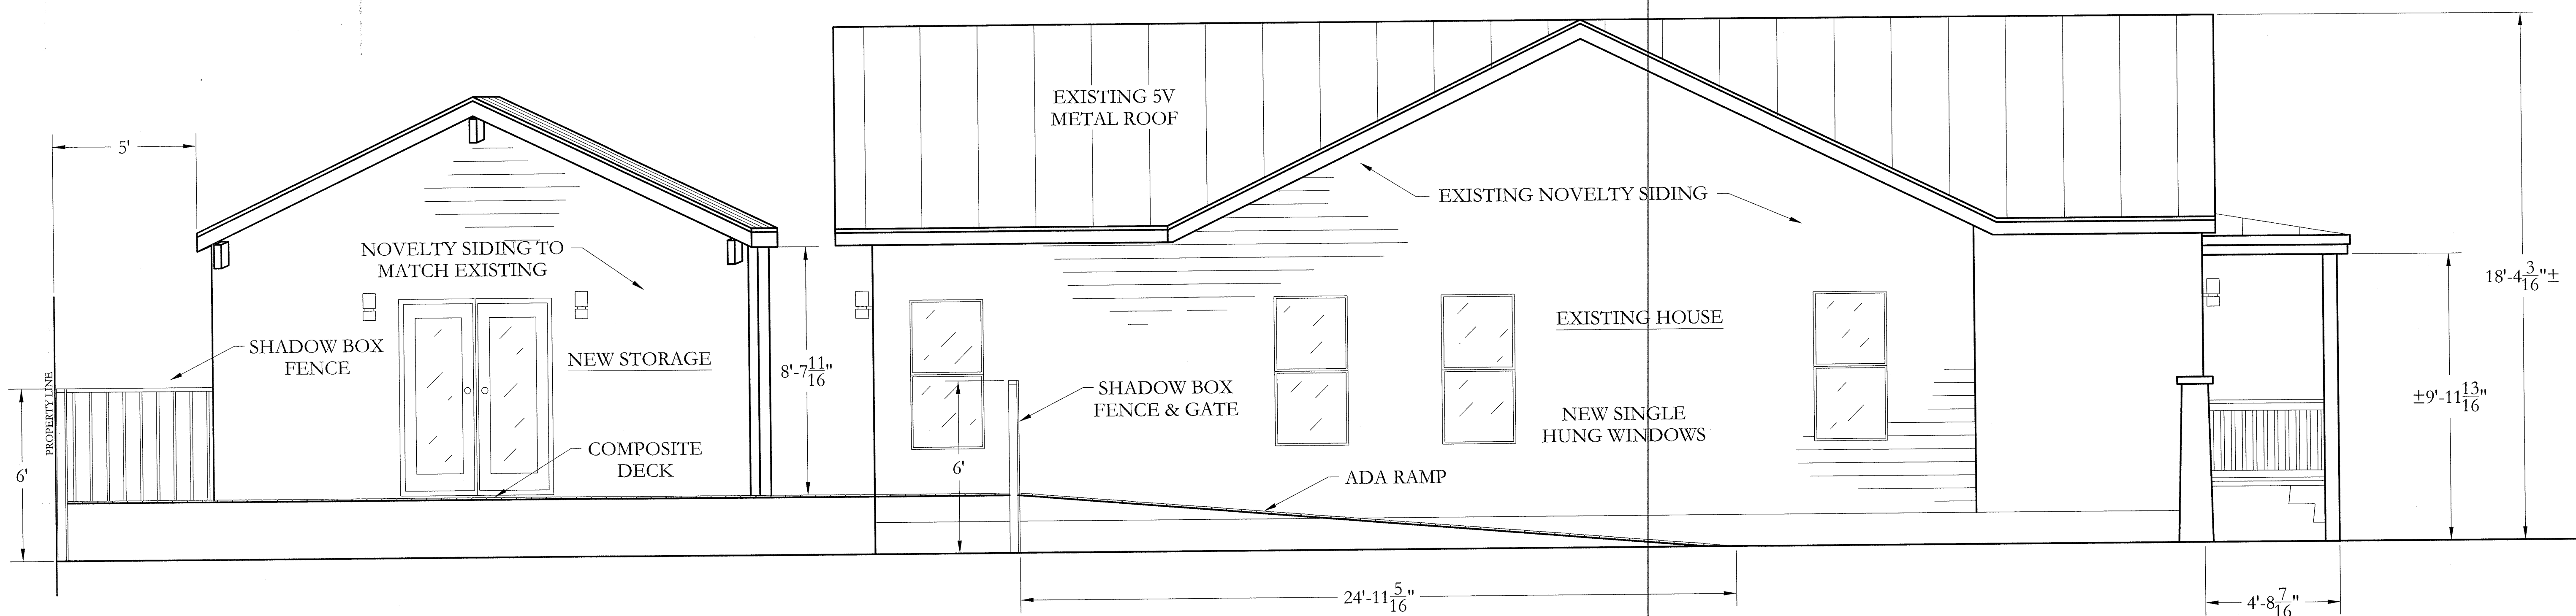 5'
EXISTING 5V
METAL ROOF
EXISTING NOVELTY SIDING
NOVELTY SIDING TO
MATCH EXISTING
18'-4 3/16"±
SHADOW BOX
FENCE
NEW STORAGE
8'-7 11/16"
EXISTING HOUSE
PROPERTY LINE
SHADOW BOX
FENCE & GATE
NEW SINGLE
HUNG WINDOWS
±9'-11 13/16"
6'
COMPOSITE
DECK
6'
ADA RAMP
24'-11 5/16"
4'-8 7/16"